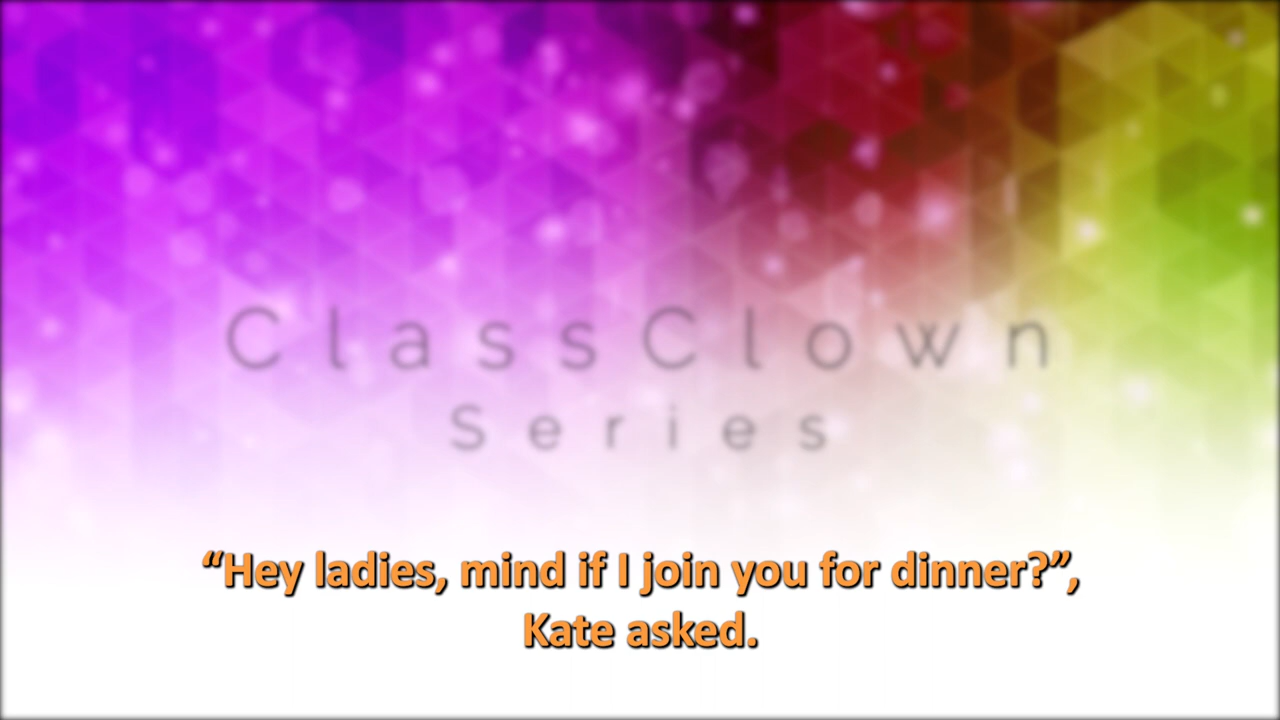 ClassClown
Series
“Hey ladies, mind if I join you for dinner?”,
Kate asked.